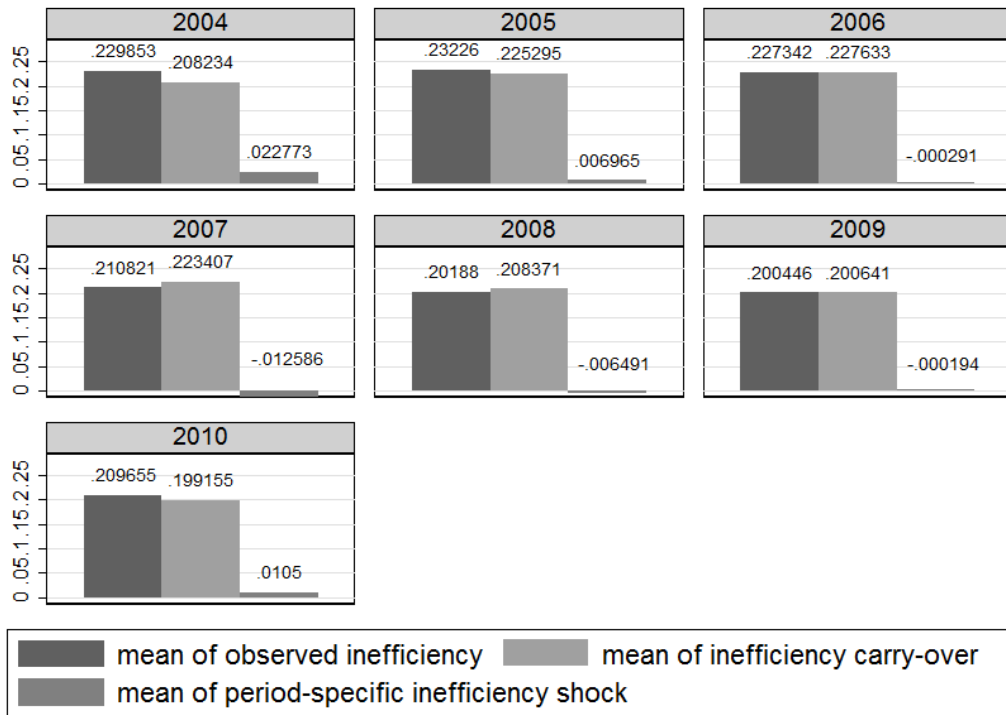 2004 2005 2006
.229853 .208234 .022773 .23226 .225295 .006965 .227342 .227633 -.000291
0 .05 .1 .15 .2 .25
2007 2008 2009
.210821 .223407 -.012586 .20188 .208371 -.006491 .200446 .200641 -.000194
0 .05 .1 .15 .2 .25
2010
.209655 .199155 .0105
0 .05 .1 .15 .2 .25
mean of observed inefficiency mean of inefficiency carry-over
mean of period-specific inefficiency shock